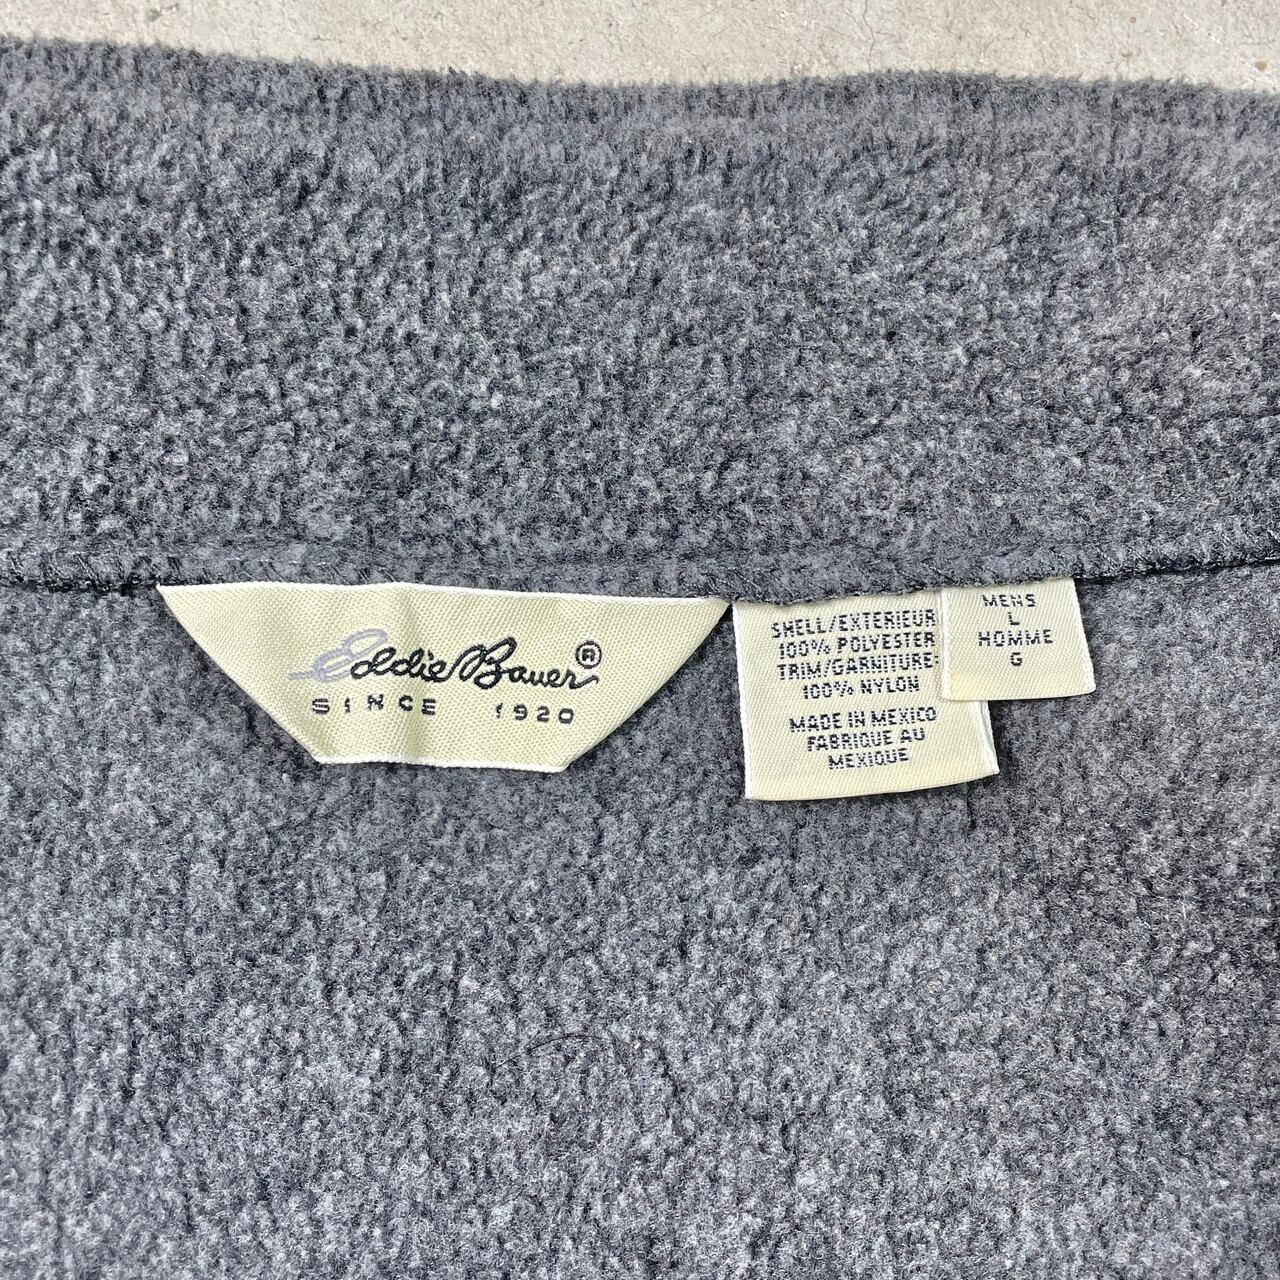 Eddie Bauer®
SINCE 1920
SHELL/EXTERIEUR
100% POLYESTER
TRIM/GARNITURE:
100% NYLON
MADE IN MEXICO
FABRIQUE AU
MEXIQUE
MENS
L
HOMME
G